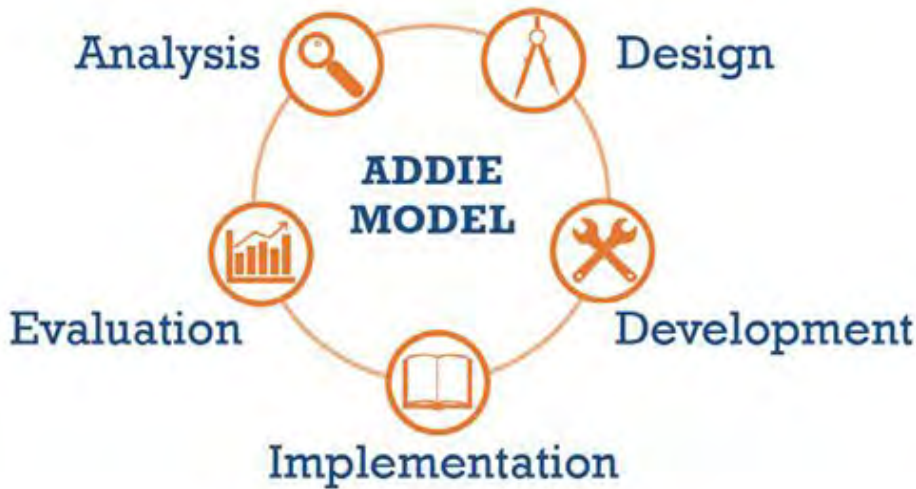 Analysis
Design
ADDIE
MODEL
Evaluation
Development
Implementation